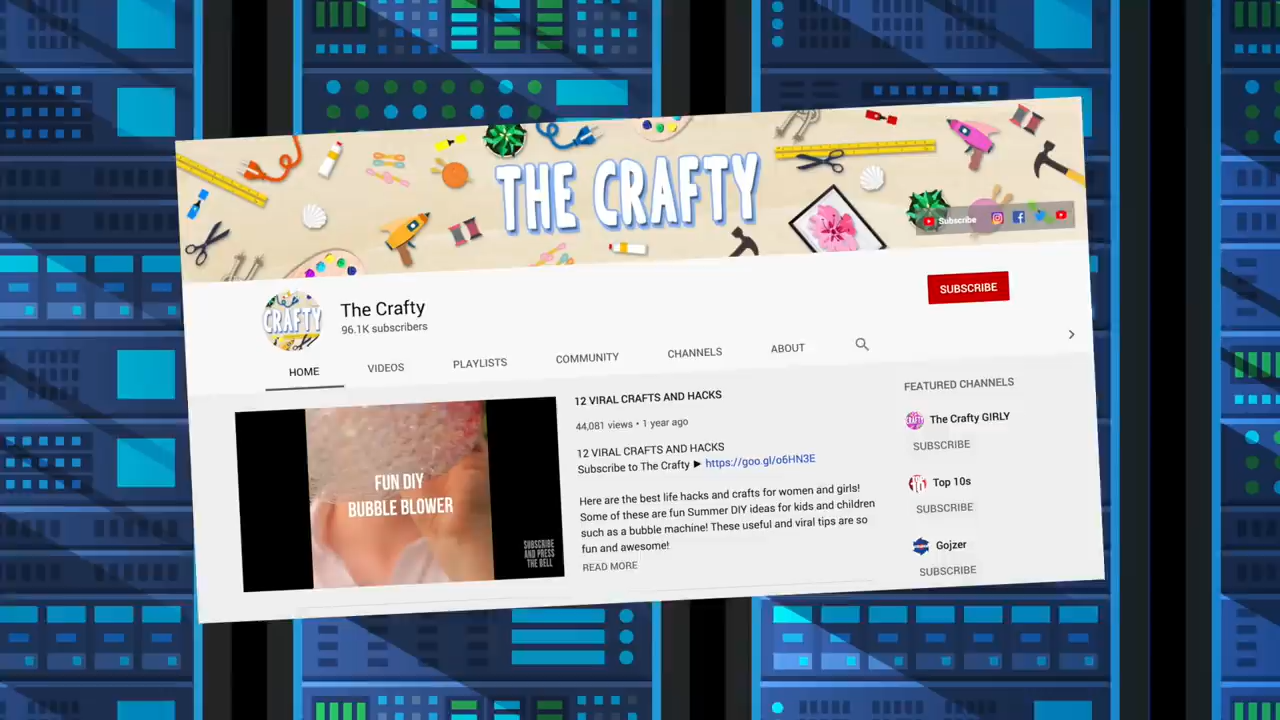 THE CRAFTY
Subscribe
CRAFTY
The Crafty
96.1K subscribers
SUBSCRIBE
HOME
VIDEOS
PLAYLISTS
COMMUNITY
CHANNELS
ABOUT
FUN DIY
BUBBLE BLOWER
SUBSCRIBE
AND PRESS
THE BELL
12 VIRAL CRAFTS AND HACKS
44,081 views • 1 year ago
12 VIRAL CRAFTS AND HACKS
Subscribe to The Crafty ► https://goo.gl/o6HN3E
Here are the best life hacks and crafts for women and girls!
Some of these are fun Summer DIY ideas for kids and children
such as a bubble machine! These useful and viral tips are so
fun and awesome!
READ MORE
FEATURED CHANNELS
The Crafty GIRLY
SUBSCRIBE
Top 10s
SUBSCRIBE
Gojzer
SUBSCRIBE